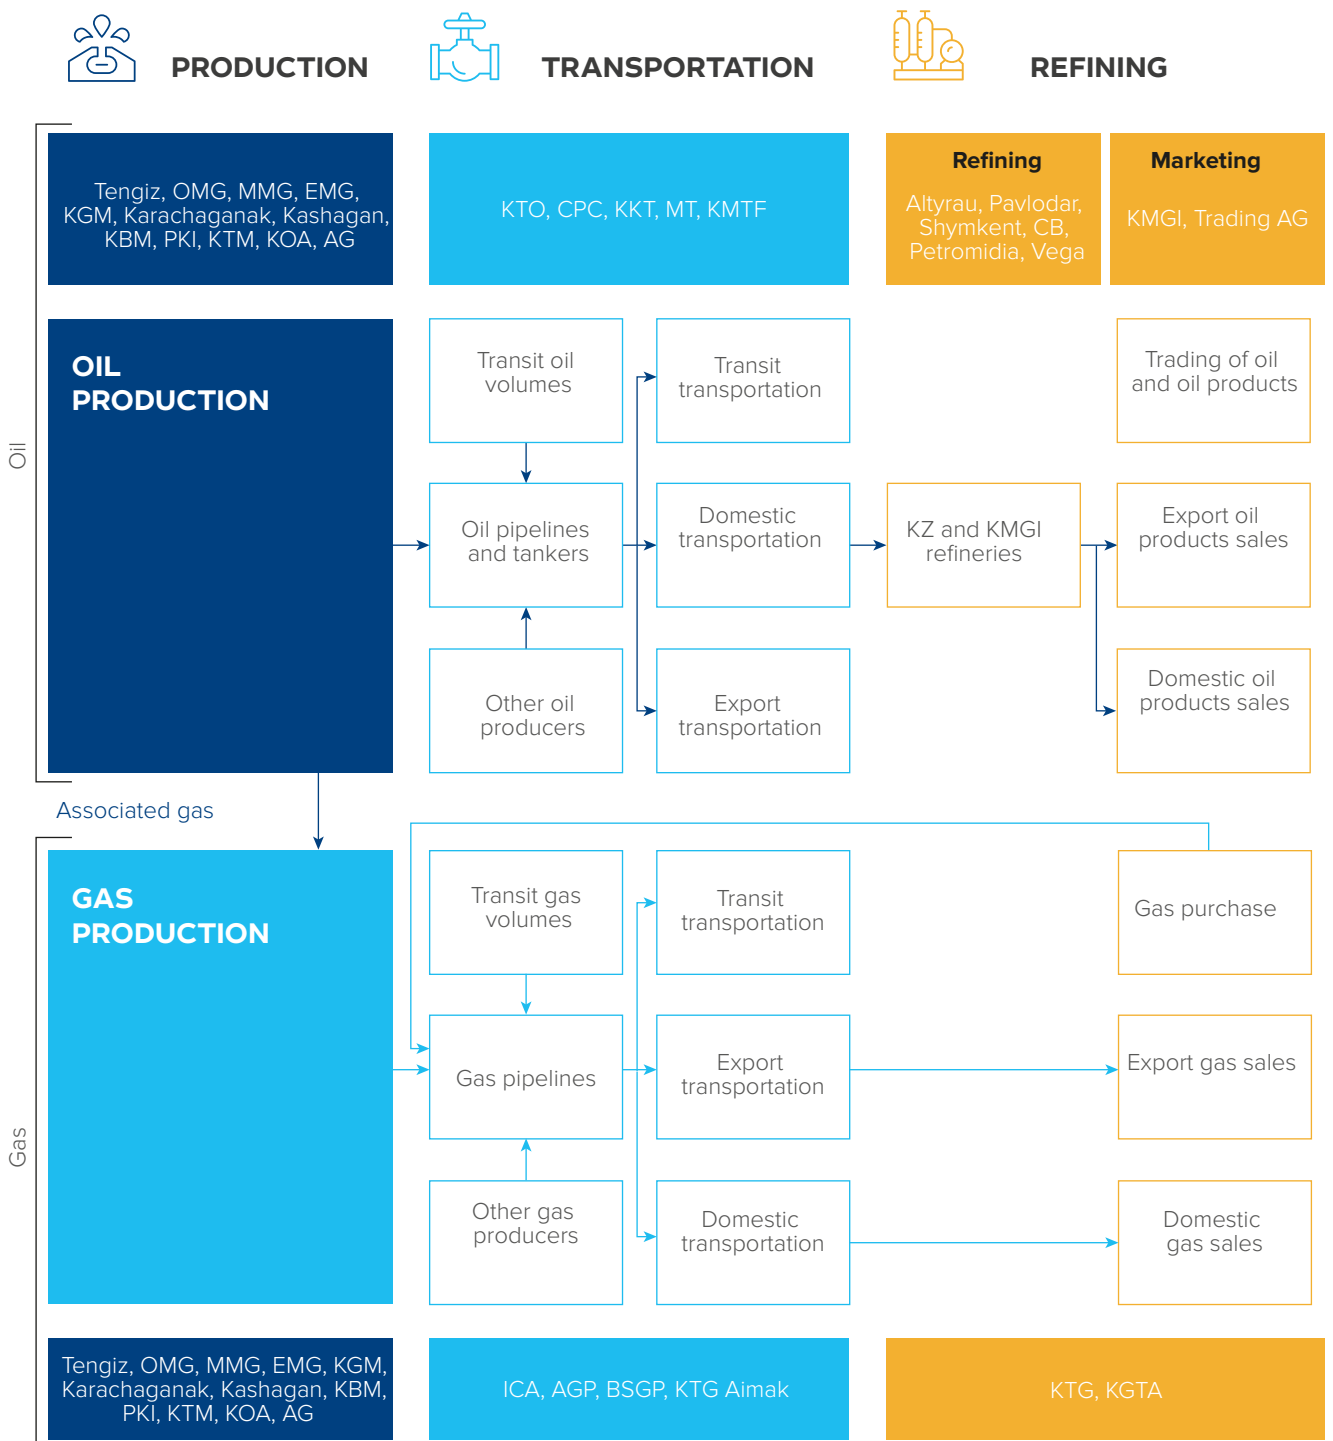 PRODUCTION
TRANSPORTATION
REFINING
Oil
Tengiz, OMG, MMG, EMG,
KGM, Karachaganak, Kashagan,
KBM, PKI, KTM, KOA, AG
KTO, CPC, KKT, MT, KMTF
Refining
Altyrau, Pavlodar,
Shymkent, CB,
Petromidia, Vega
Marketing
KMGI, Trading AG
OIL
PRODUCTION
Transit oil
volumes
Transit
transportation
Trading of oil
and oil products
Oil pipelines
and tankers
Domestic
transportation
KZ and KMGI
refineries
Export oil
products sales
Other oil
producers
Export
transportation
Domestic oil
products sales
Associated gas
Gas
GAS
PRODUCTION
Transit gas
volumes
Transit
transportation
Gas purchase
Gas pipelines
Export
transportation
Export gas sales
Other gas
producers
Domestic
transportation
Domestic
gas sales
Tengiz, OMG, MMG, EMG, KGM,
Karachaganak, Kashagan, KBM,
PKI, KTM, KOA, AG
ICA, AGP, BSGP, KTG Aimak
KTG, KGTA